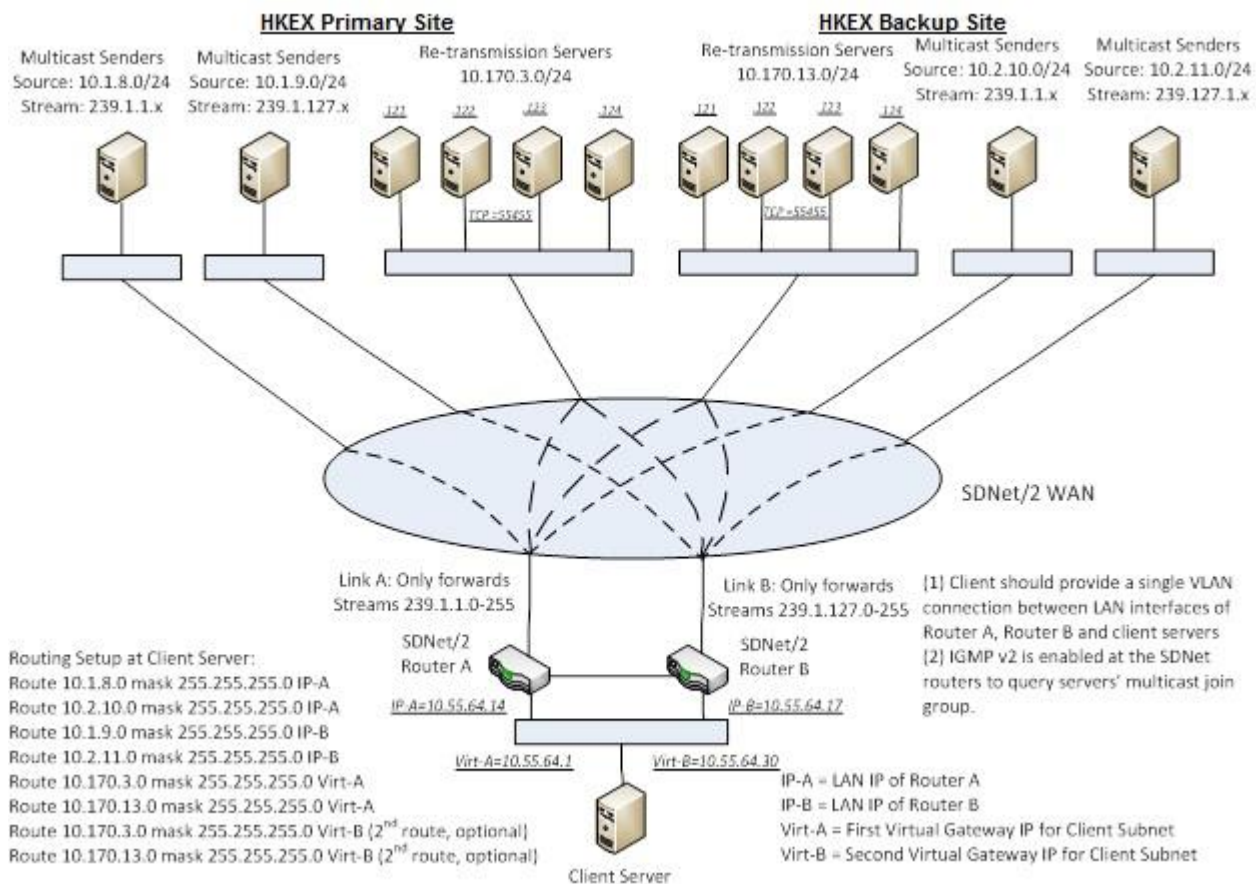 HKEX Primary Site
HKEX Backup Site
Multicast Senders
Source: 10.1.8.0/24
Stream: 239.1.1.x
Multicast Senders
Source: 10.1.9.0/24
Stream: 239.1.127.x
Re-transmission Servers
10.170.3.0/24
Re-transmission Servers
10.170.13.0/24
Multicast Senders
Source: 10.2.10.0/24
Stream: 239.1.1.x
Multicast Senders
Source: 10.2.11.0/24
Stream: 239.127.1.x
.121
.122
.123
.124
.121
.122
.123
.124
TCP =55455
TCP =55455
SDNet/2 WAN
Link A: Only forwards
Streams 239.1.1.0-255
Link B: Only forwards
Streams 239.1.127.0-255
SDNet/2
Router A
SDNet/2
Router B
IP-A=10.55.64.14
IP-B=10.55.64.17
Virt-A=10.55.64.1
Virt-B=10.55.64.30
Client Server
(1) Client should provide a single VLAN
connection between LAN interfaces of
Router A, Router B and client servers
(2) IGMP v2 is enabled at the SDNet
routers to query servers' multicast join
group.
Routing Setup at Client Server:
Route 10.1.8.0 mask 255.255.255.0 IP-A
Route 10.2.10.0 mask 255.255.255.0 IP-A
Route 10.1.9.0 mask 255.255.255.0 IP-B
Route 10.2.11.0 mask 255.255.255.0 IP-B
Route 10.170.3.0 mask 255.255.255.0 Virt-A
Route 10.170.13.0 mask 255.255.255.0 Virt-A
Route 10.170.3.0 mask 255.255.255.0 Virt-B (2nd route, optional)
Route 10.170.13.0 mask 255.255.255.0 Virt-B (2nd route, optional)
IP-A = LAN IP of Router A
IP-B = LAN IP of Router B
Virt-A = First Virtual Gateway IP for Client Subnet
Virt-B = Second Virtual Gateway IP for Client Subnet